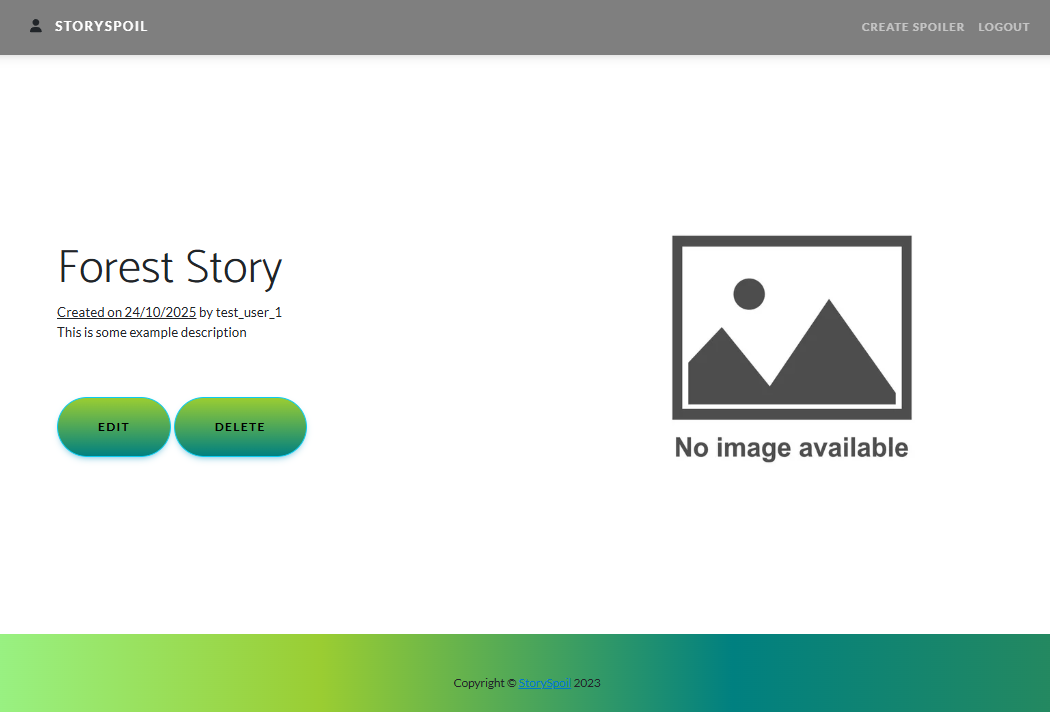 STORYSPOIL
CREATE SPOILER LOGOUT
Forest Story
Created on 24/10/2025 by test_user_1
This is some example description
EDIT DELETE
No image available
Copyright © StorySpoil 2023